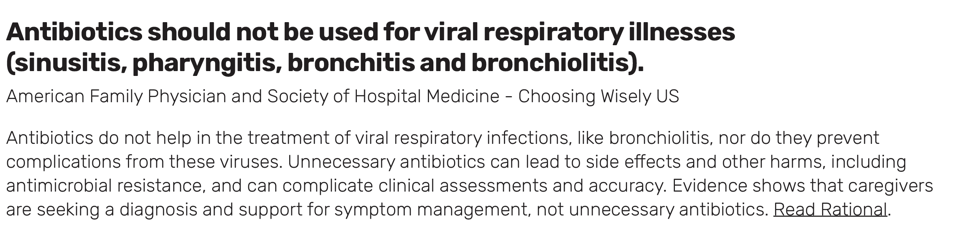 Antibiotics should not be used for viral respiratory illnesses
(sinusitis, pharyngitis, bronchitis and bronchiolitis).
American Family Physician and Society of Hospital Medicine - Choosing Wisely US
Antibiotics do not help in the treatment of viral respiratory infections, like bronchiolitis, nor do they prevent
complications from these viruses. Unnecessary antibiotics can lead to side effects and other harms, including
antimicrobial resistance, and can complicate clinical assessments and accuracy. Evidence shows that caregivers
are seeking a diagnosis and support for symptom management, not unnecessary antibiotics. Read Rational.